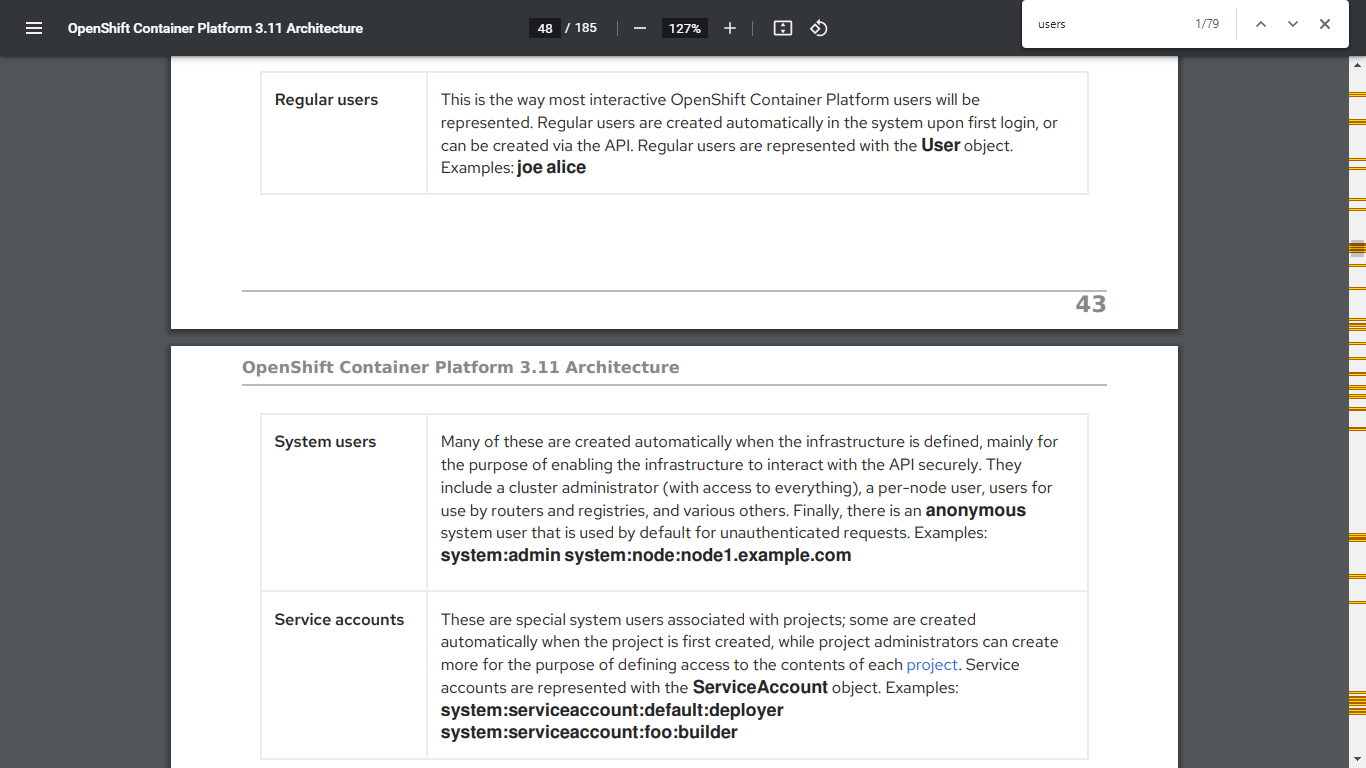 OpenShift Container Platform 3.11 Architecture
48 / 185
127%
users
1/79
Regular users
This is the way most interactive OpenShift Container Platform users will be
represented. Regular users are created automatically in the system upon first login, or
can be created via the API. Regular users are represented with the User object.
Examples: joe alice
43
OpenShift Container Platform 3.11 Architecture
System users
Many of these are created automatically when the infrastructure is defined, mainly for
the purpose of enabling the infrastructure to interact with the API securely. They
include a cluster administrator (with access to everything), a per-node user, users for
use by routers and registries, and various others. Finally, there is an anonymous
system user that is used by default for unauthenticated requests. Examples:
system:admin system:node:node1.example.com
Service accounts
These are special system users associated with projects; some are created
automatically when the project is first created, while project administrators can create
more for the purpose of defining access to the contents of each project. Service
accounts are represented with the ServiceAccount object. Examples:
system:serviceaccount:default:deployer
system:serviceaccount:foo:builder